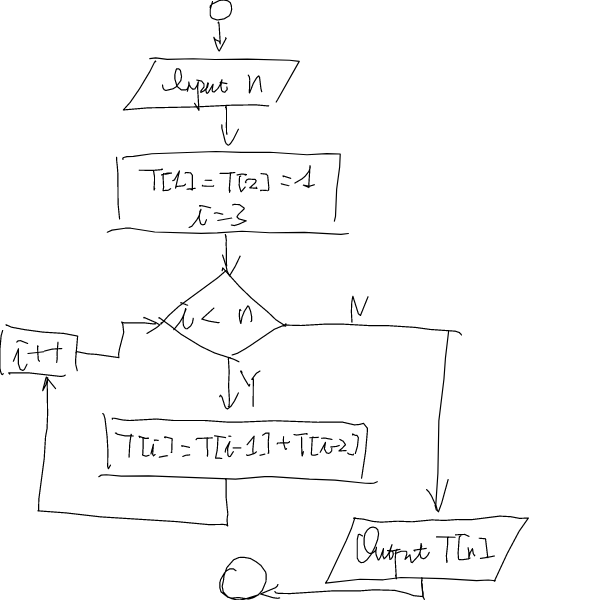 Input n
T[1]=T[2]=1
i=3
i< n
N
i++
Y
T[i]=T[i-1]+T[i-2]
Output T[n]